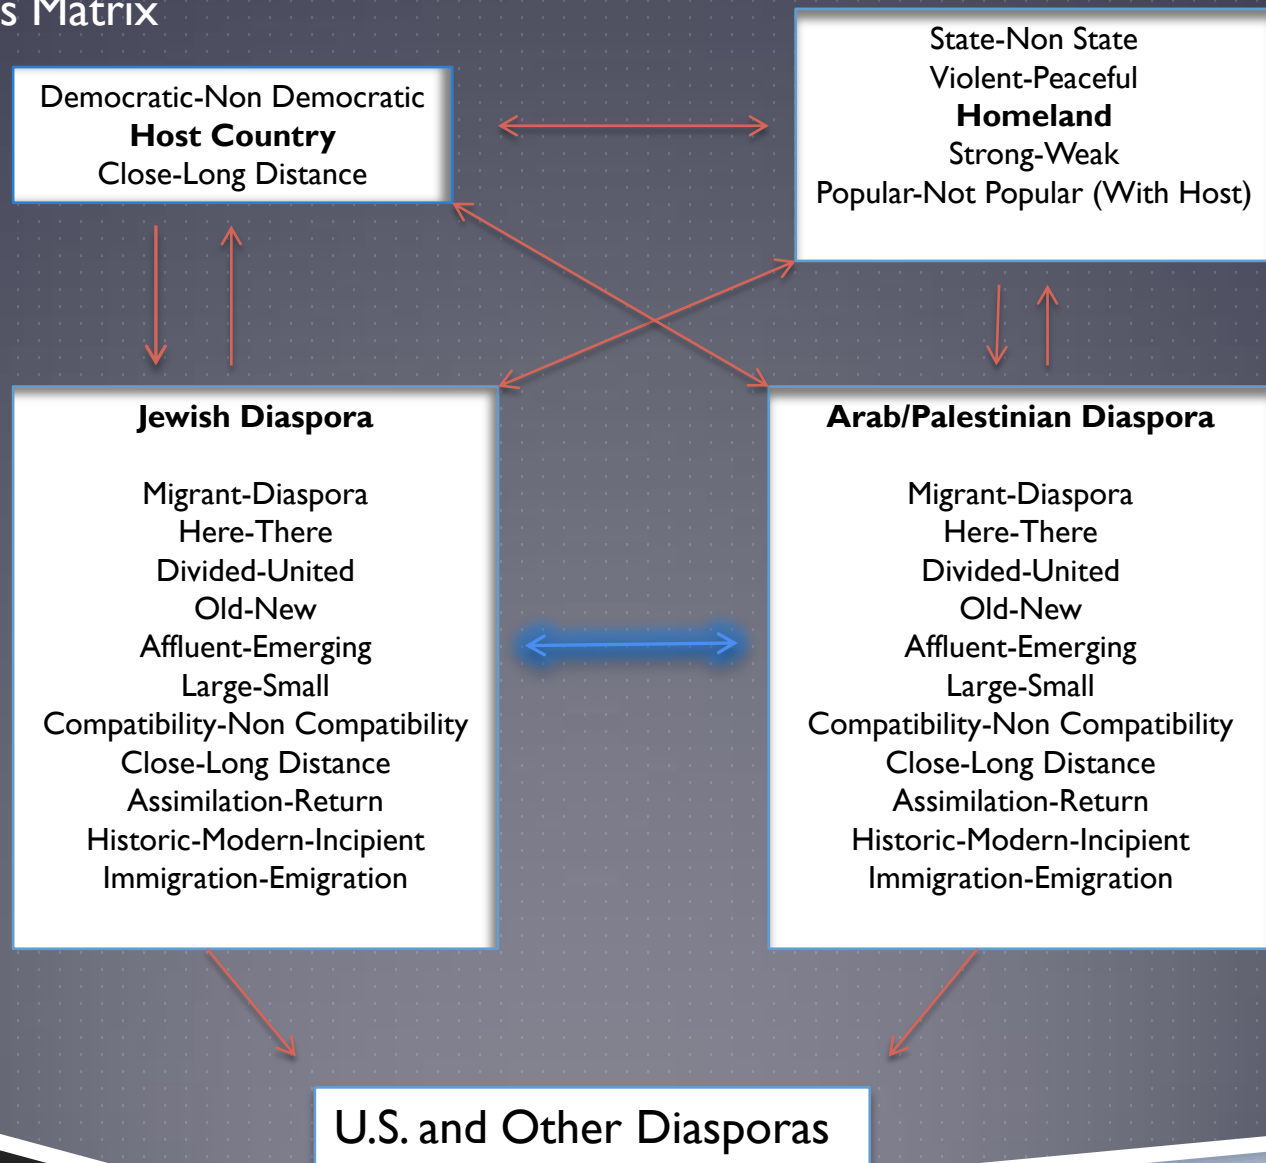 s Matrix
Democratic-Non Democratic
Host Country
Close-Long Distance
State-Non State
Violent-Peaceful
Homeland
Strong-Weak
Popular-Not Popular (With Host)
Jewish Diaspora
Migrant-Diaspora
Here-There
Divided-United
Old-New
Affluent-Emerging
Large-Small
Compatibility-Non Compatibility
Close-Long Distance
Assimilation-Return
Historic-Modern-Incipient
Immigration-Emigration
Arab/Palestinian Diaspora
Migrant-Diaspora
Here-There
Divided-United
Old-New
Affluent-Emerging
Large-Small
Compatibility-Non Compatibility
Close-Long Distance
Assimilation-Return
Historic-Modern-Incipient
Immigration-Emigration
U.S. and Other Diasporas